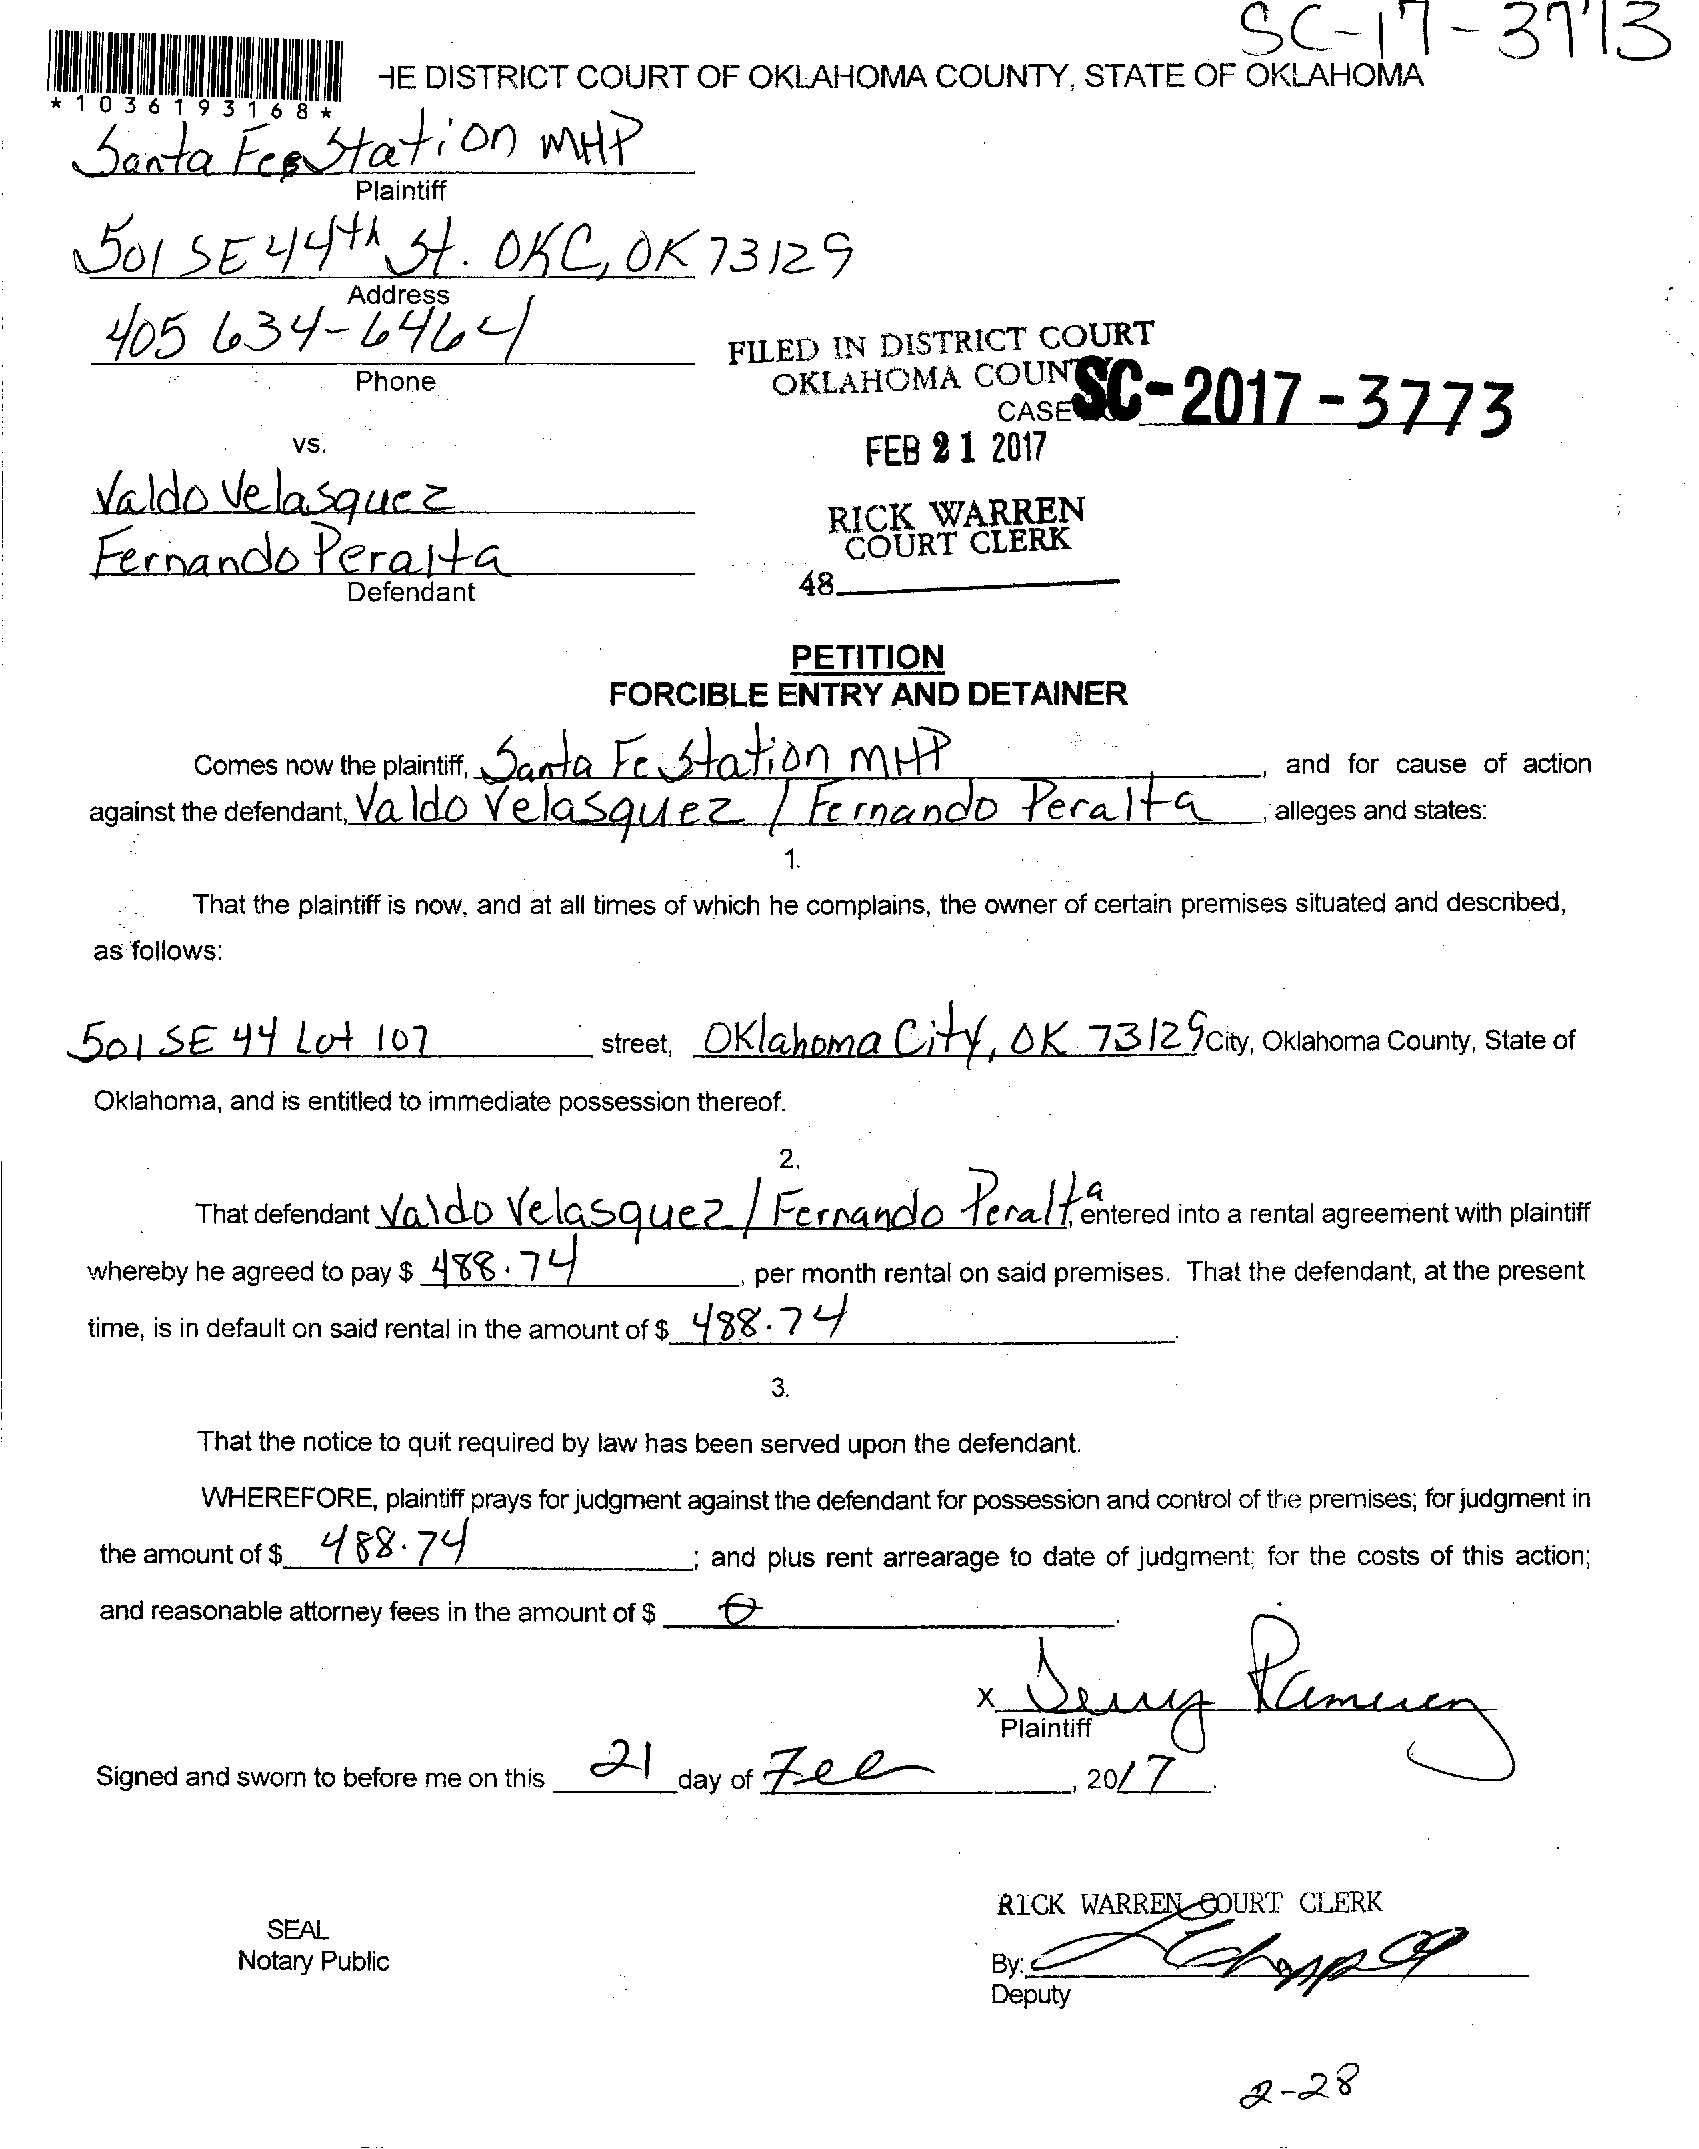 SC-17-3773
HE DISTRICT COURT OF OKLAHOMA COUNTY, STATE OF OKLAHOMA
*1036193168*
Santa Fe Station MHP
Plaintiff
501 SE 44th St. OKC, OK 73129
Address
405 634-6464
Phone
FILED IN DISTRICT COURT
OKLAHOMA COUN
CASE SC-2017-3773
FEB 21 2017
vs.
Valdo Velasquez
RICK WARREN
COURT CLERK
Fernando Peralta
48
Defendant
PETITION
FORCIBLE ENTRY AND DETAINER
Comes now the plaintiff, Santa Fe Station MHP, and for cause of action
against the defendant, Valdo Velasquez / Fernando Peralta, alleges and states:
1.
That the plaintiff is now, and at all times of which he complains, the owner of certain premises situated and described,
as follows:
501 SE 44 Lot 107 street, Oklahoma City, OK 73129 City, Oklahoma County, State of
Oklahoma, and is entitled to immediate possession thereof.
2.
That defendant Valdo Velasquez / Fernando Peralta, entered into a rental agreement with plaintiff
whereby he agreed to pay $ 488.74, per month rental on said premises. That the defendant, at the present
time, is in default on said rental in the amount of $ 488.74.
3.
That the notice to quit required by law has been served upon the defendant.
WHEREFORE, plaintiff prays for judgment against the defendant for possession and control of the premises; for judgment in
the amount of $ 488.74; and plus rent arrearage to date of judgment; for the costs of this action;
and reasonable attorney fees in the amount of $ 0.
x
Plaintiff
Signed and sworn to before me on this 21 day of Feb, 2017.
RICK WARREN COURT CLERK
SEAL
Notary Public
By:
Deputy
2-28